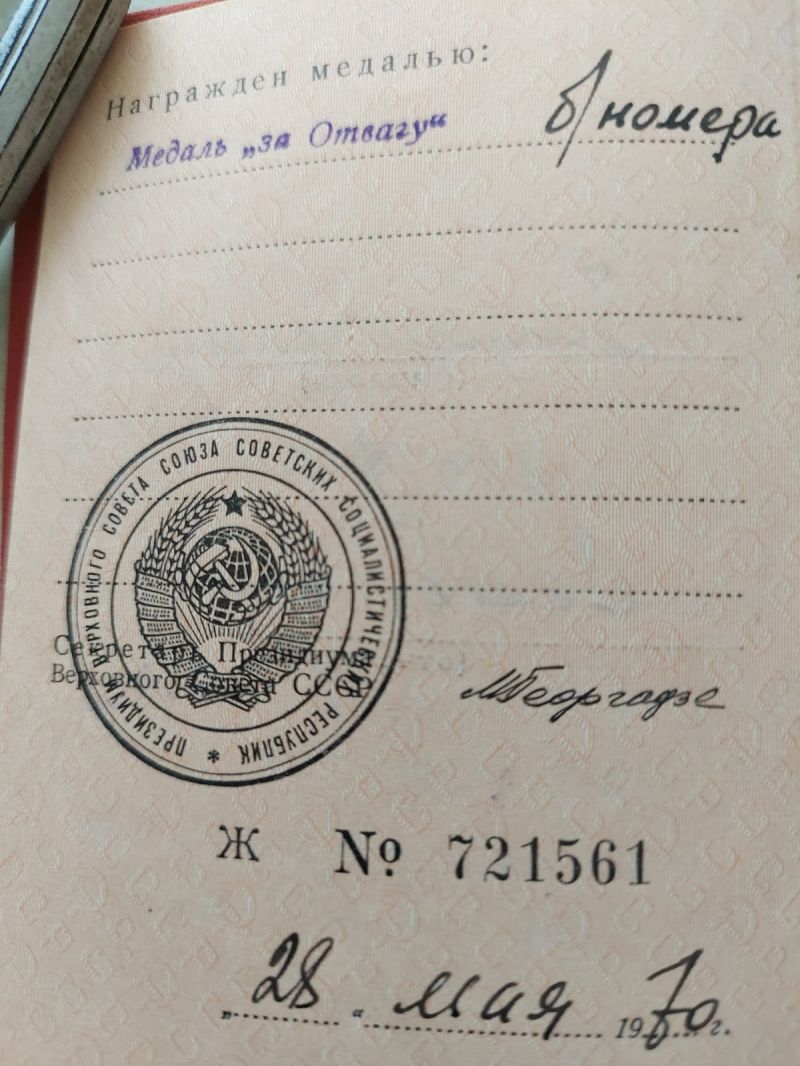 Награжден медалью:
Медаль „за Отвагу“ б/номера
ПРЕЗИДИУМ ВЕРХОВНОГО СОВЕТА СОЮЗА СОВЕТСКИХ СОЦИАЛИСТИЧЕСКИХ РЕСПУБЛИК *
Секретарь Президиума
Верховного Совета СССР
МГеоргадзе
Ж № 721561
„28“ мая 1970 г.